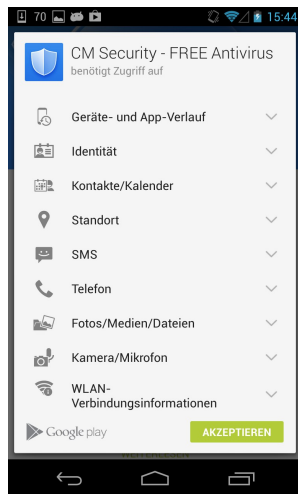 70 15:44
CM Security - FREE Antivirus
benötigt Zugriff auf
Geräte- und App-Verlauf
Identität
Kontakte/Kalender
Standort
SMS
Telefon
Fotos/Medien/Dateien
Kamera/Mikrofon
WLAN-
Verbindungsinformationen
Google play AKZEPTIEREN